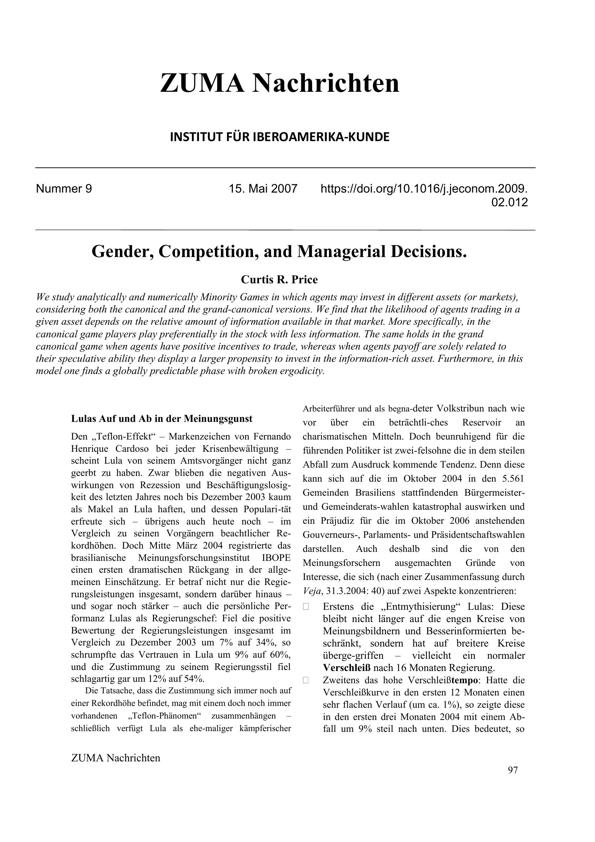 ZUMA Nachrichten
INSTITUT FÜR IBEROAMERIKA-KUNDE
Nummer 9 15. Mai 2007 https://doi.org/10.1016/j.jeconom.2009.
02.012
Gender, Competition, and Managerial Decisions.
Curtis R. Price
We study analytically and numerically Minority Games in which agents may invest in different assets (or markets),
considering both the canonical and the grand-canonical versions. We find that the likelihood of agents trading in a
given asset depends on the relative amount of information available in that market. More specifically, in the
canonical game players play preferentially in the stock with less information. The same holds in the grand
canonical game when agents have positive incentives to trade, whereas when agents payoff are solely related to
their speculative ability they display a larger propensity to invest in the information-rich asset. Furthermore, in this
model one finds a globally predictable phase with broken ergodicity.
Lulas Auf und Ab in der Meinungsgunst
Den „Teflon-Effekt“ – Markenzeichen von Fernando
Henrique Cardoso bei jeder Krisenbewältigung –
scheint Lula von seinem Amtsvorgänger nicht ganz
geerbt zu haben. Zwar blieben die negativen Aus-
wirkungen von Rezession und Beschäftigungslosig-
keit des letzten Jahres noch bis Dezember 2003 kaum
als Makel an Lula haften, und dessen Populari-tät
erfreute sich – übrigens auch heute noch – im
Vergleich zu seinen Vorgängern beachtlicher Re-
kordhöhen. Doch Mitte März 2004 registrierte das
brasilianische Meinungsforschungsinstitut IBOPE
einen ersten dramatischen Rückgang in der allge-
meinen Einschätzung. Er betraf nicht nur die Regie-
rungsleistungen insgesamt, sondern darüber hinaus –
und sogar noch stärker – auch die persönliche Per-
formanz Lulas als Regierungschef: Fiel die positive
Bewertung der Regierungsleistungen insgesamt im
Vergleich zu Dezember 2003 um 7% auf 34%, so
schrumpfte das Vertrauen in Lula um 9% auf 60%,
und die Zustimmung zu seinem Regierungsstil fiel
schlagartig gar um 12% auf 54%.
Die Tatsache, dass die Zustimmung sich immer noch auf
einer Rekordhöhe befindet, mag mit einem doch noch immer
vorhandenen „Teflon-Phänomen“ zusammenhängen –
schließlich verfügt Lula als ehe-maliger kämpferischer
Arbeiterführer und als begna-deter Volkstribun nach wie
vor über ein beträchtli-ches Reservoir an
charismatischen Mitteln. Doch beunruhigend für die
führenden Politiker ist zwei-felsohne die in dem steilen
Abfall zum Ausdruck kommende Tendenz. Denn diese
kann sich auf die im Oktober 2004 in den 5.561
Gemeinden Brasiliens stattfindenden Bürgermeister-
und Gemeinderats-wahlen katastrophal auswirken und
ein Präjudiz für die im Oktober 2006 anstehenden
Gouverneurs-, Parlaments- und Präsidentschaftswahlen
darstellen. Auch deshalb sind die von den
Meinungsforschern ausgemachten Gründe von
Interesse, die sich (nach einer Zusammenfassung durch
Veja, 31.3.2004: 40) auf zwei Aspekte konzentrieren:
Erstens die „Entmythisierung“ Lulas: Diese
bleibt nicht länger auf die engen Kreise von
Meinungsbildnern und Besserinformierten be-
schränkt, sondern hat auf breitere Kreise
überge-griffen – vielleicht ein normaler
Verschleiß nach 16 Monaten Regierung.
Zweitens das hohe Verschleißtempo: Hatte die
Verschleißkurve in den ersten 12 Monaten einen
sehr flachen Verlauf (um ca. 1%), so zeigte diese
in den ersten drei Monaten 2004 mit einem Ab-
fall um 9% steil nach unten. Dies bedeutet, so
ZUMA Nachrichten
97